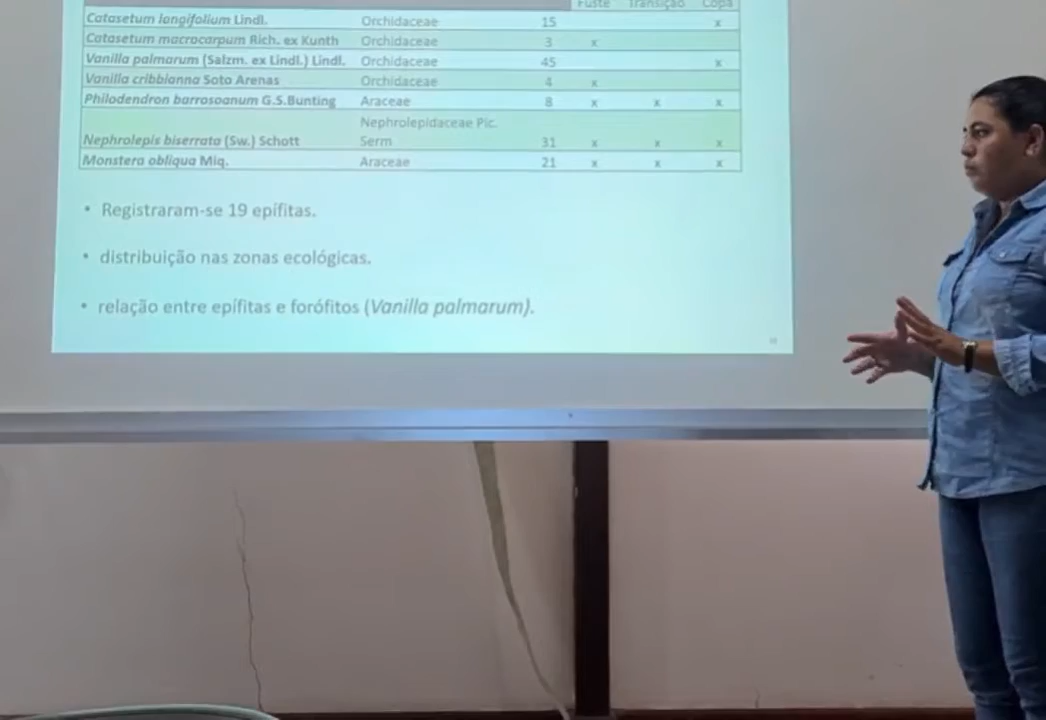 Fuste Transição Copa
Catasetum longifolium Lindl. Orchidaceae 15 x
Catasetum macrocarpum Rich. ex Kunth Orchidaceae 3 x
Vanilla palmarum (Salzm. ex Lindl.) Lindl. Orchidaceae 45 x
Vanilla cribbianna Soto Arenas Orchidaceae 4 x
Philodendron barrosoanum G.S.Bunting Araceae 8 x x x
Nephrolepidaceae Pic.
Nephrolepis biserrata (Sw.) Schott Serm 31 x x x
Monstera obliqua Miq. Araceae 21 x x x
• Registraram-se 19 epífitas.
• distribuição nas zonas ecológicas.
• relação entre epífitas e forófitos (Vanilla palmarum).